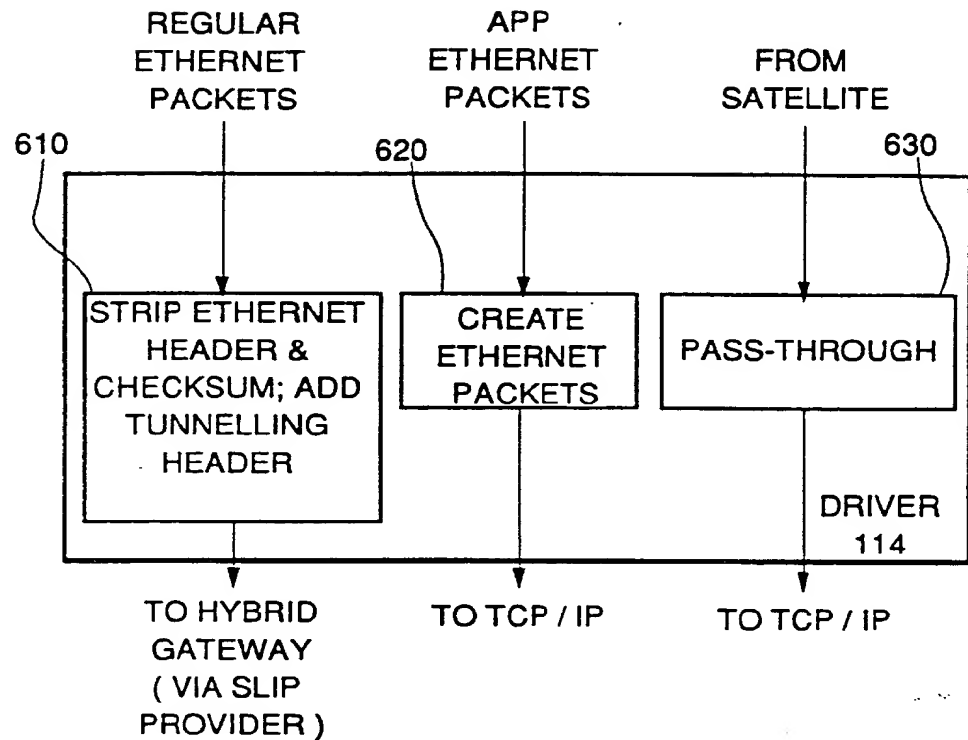 REGULAR
ETHERNET
PACKETS
APP
ETHERNET
PACKETS
FROM
SATELLITE
610
620
630
STRIP ETHERNET
HEADER &
CHECKSUM; ADD
TUNNELLING
HEADER
CREATE
ETHERNET
PACKETS
PASS-THROUGH
DRIVER
114
TO HYBRID
GATEWAY
( VIA SLIP
PROVIDER )
TO TCP / IP
TO TCP / IP